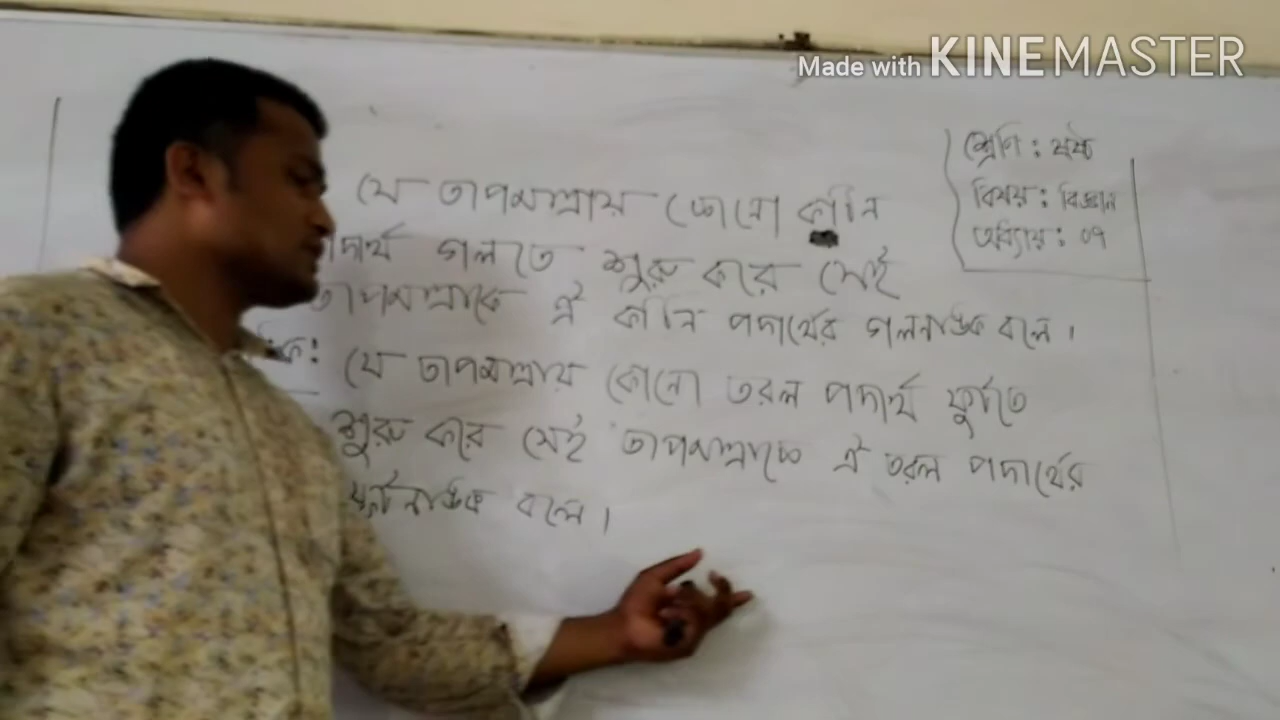 Made with KINEMASTER
শ্রেণি : ষষ্ঠ
বিষয় : বিজ্ঞান
অধ্যায় : ০৭
যে তাপমাত্রায় কোনো কঠিন
পদার্থ গলতে শুরু করে সেই
তাপমাত্রাকে ঐ কঠিন পদার্থের গলনাঙ্ক বলে।
যে তাপমাত্রায় কোনো তরল পদার্থ ফুটতে
শুরু করে সেই তাপমাত্রাকে ঐ তরল পদার্থের
স্ফুটনাঙ্ক বলে।